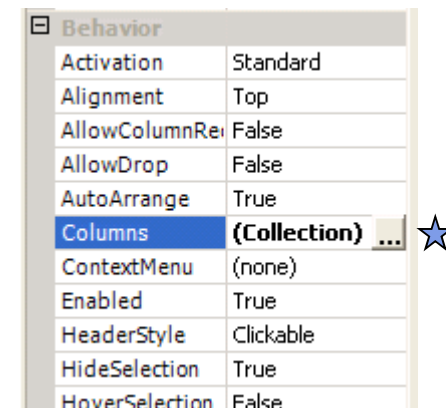 Behavior
Activation Standard
Alignment Top
AllowColumnRe False
AllowDrop False
AutoArrange True
Columns (Collection) ...
ContextMenu (none)
Enabled True
HeaderStyle Clickable
HideSelection True
HoverSelection False